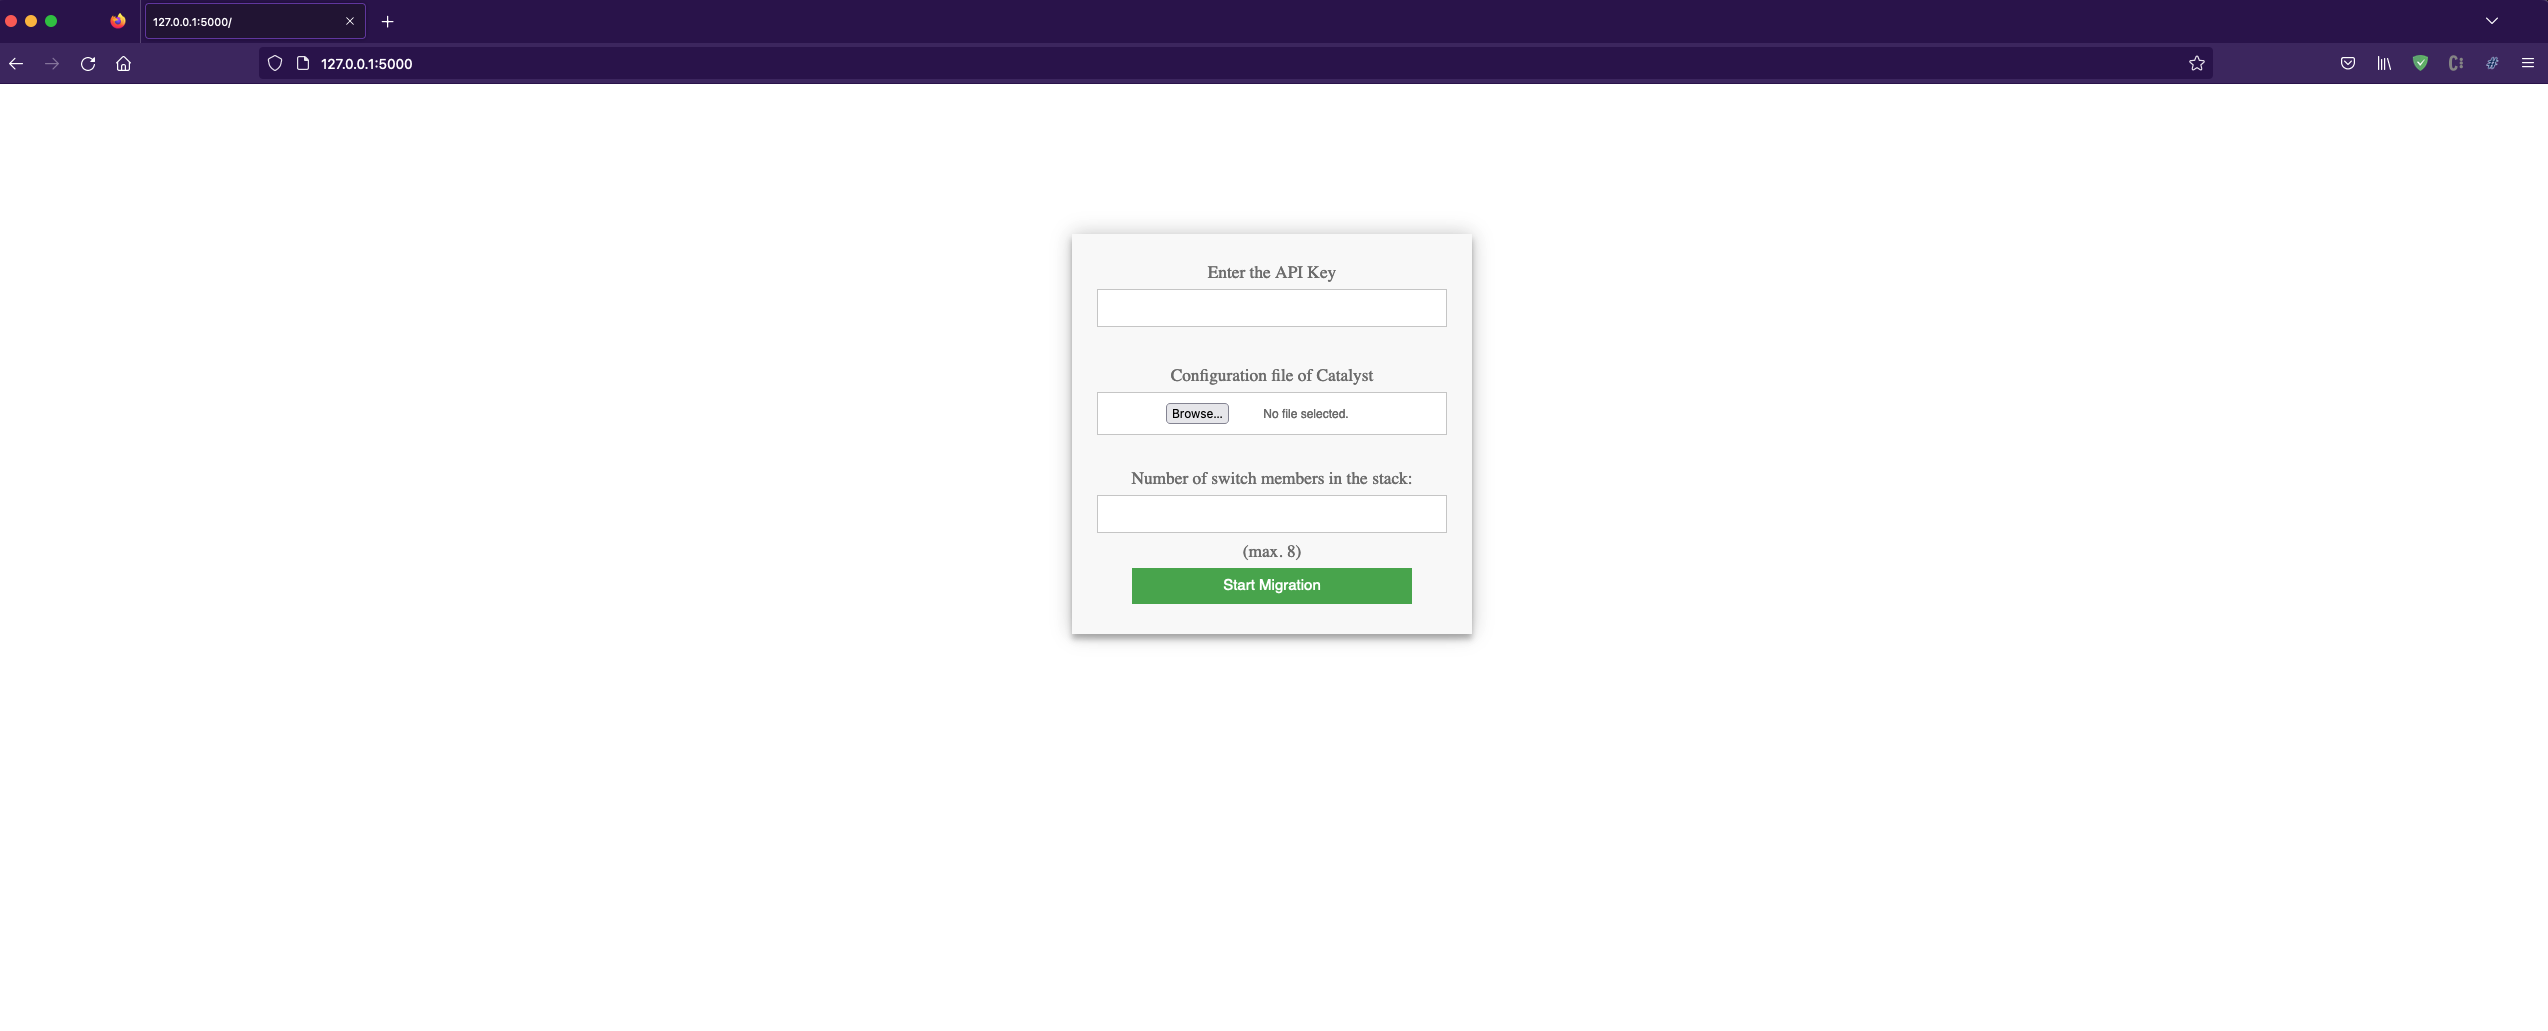 127.0.0.1:5000/
127.0.0.1:5000
Enter the API Key
Configuration file of Catalyst
Browse... No file selected.
Number of switch members in the stack:
(max. 8)
Start Migration